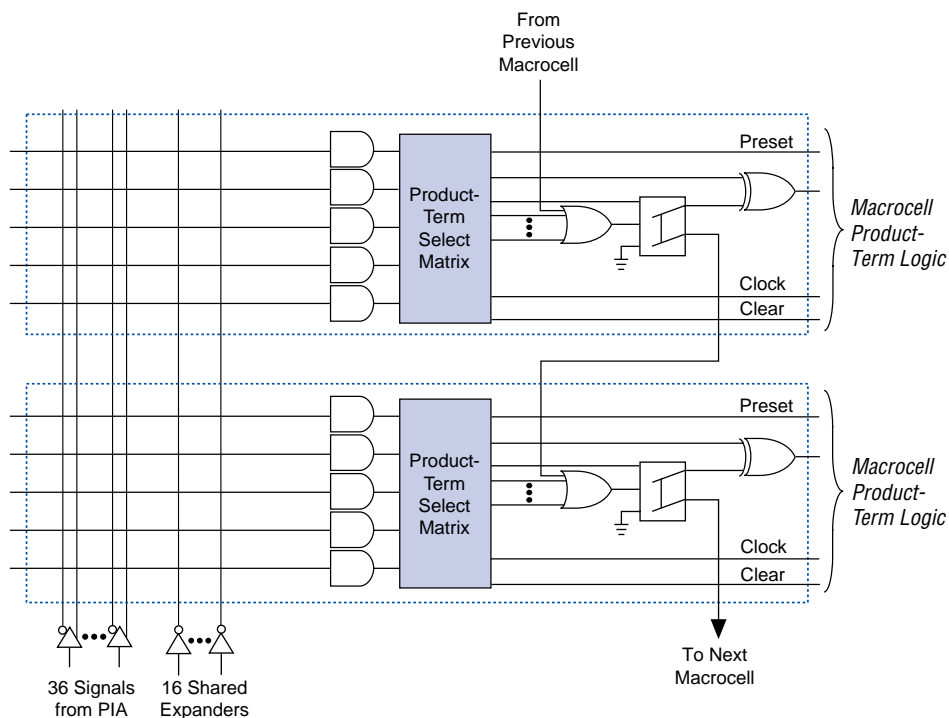 From
Previous
Macrocell
Preset
Product-
Term
Select
Matrix
Macrocell
Product-
Term Logic
Clock
Clear
Preset
Product-
Term
Select
Matrix
Macrocell
Product-
Term Logic
Clock
Clear
36 Signals
from PIA
16 Shared
Expanders
To Next
Macrocell